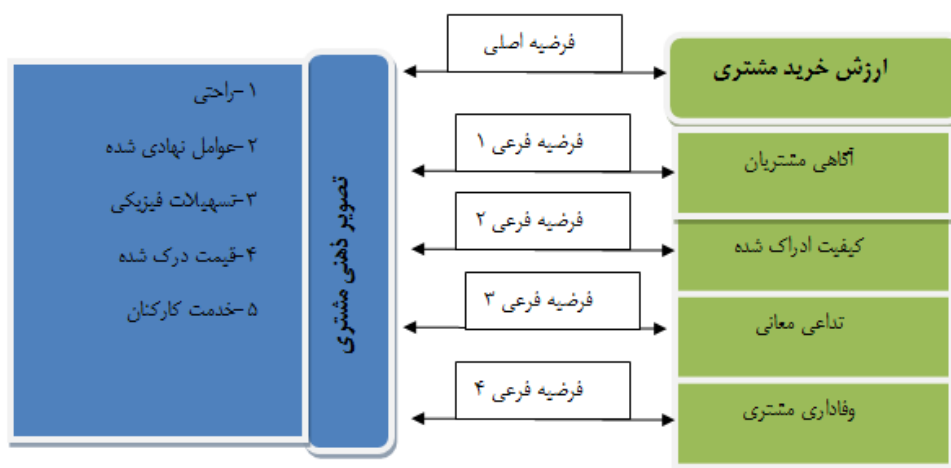 ارزش خرید مشتری
آگاهی مشتریان
کیفیت ادراک شده
تداعی معانی
وفاداری مشتری
فرضیه اصلی
فرضیه فرعی ۱
فرضیه فرعی ۲
فرضیه فرعی ۳
فرضیه فرعی ۴
تصویر ذهنی مشتری
۱-راحتی
۲-عوامل نهادی شده
۳-تسهیلات فیزیکی
۴-قیمت درک شده
۵-خدمت کارکنان